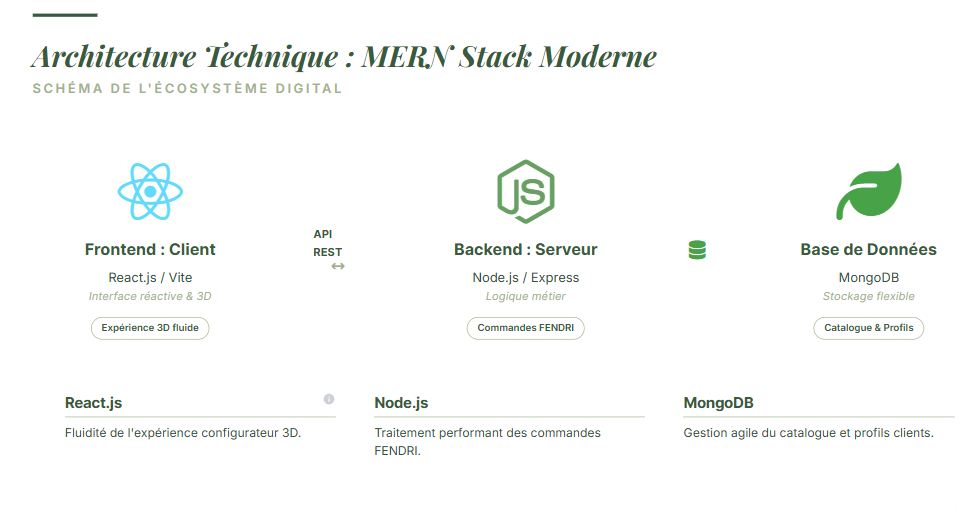 Architecture Technique : MERN Stack Moderne
SCHÉMA DE L'ÉCOSYSTÈME DIGITAL
JS
Frontend : Client
React.js / Vite
Interface réactive & 3D
Expérience 3D fluide
API
REST
Backend : Serveur
Node.js / Express
Logique métier
Commandes FENDRI
Base de Données
MongoDB
Stockage flexible
Catalogue & Profils
React.js
Fluidité de l'expérience configurateur 3D.
Node.js
Traitement performant des commandes
FENDRI.
MongoDB
Gestion agile du catalogue et profils clients.